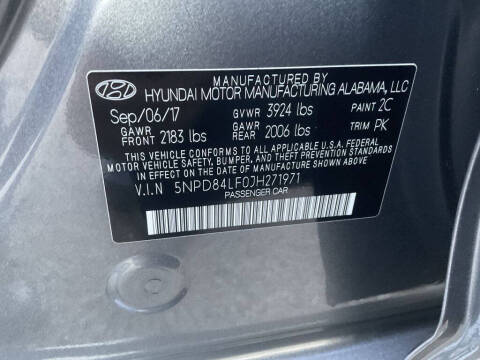 MANUFACTURED BY
HYUNDAI MOTOR MANUFACTURING ALABAMA, LLC
Sep/06/17 GVWR 3924 lbs PAINT 2C
GAWR FRONT 2183 lbs GAWR REAR 2006 lbs TRIM PK
THIS VEHICLE CONFORMS TO ALL APPLICABLE FEDERAL
MOTOR VEHICLE SAFETY, BUMPER, AND THEFT PREVENTION STANDARDS
IN EFFECT ON THE DATE OF MANUFACTURE SHOWN ABOVE.
V.I.N 5NPD84LF0JH271971
PASSENGER CAR